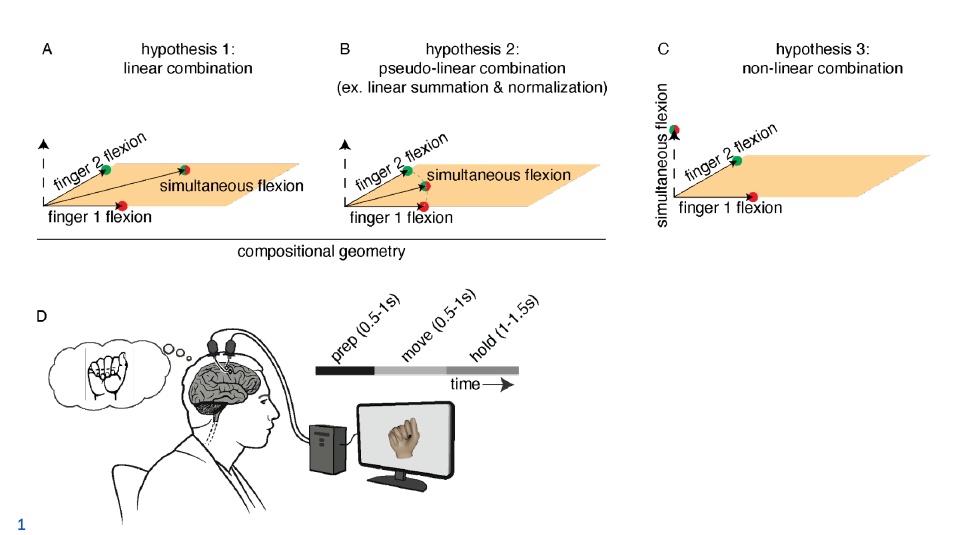 A
hypothesis 1:
linear combination
finger 2 flexion
simultaneous flexion
finger 1 flexion
B
hypothesis 2:
pseudo-linear combination
(ex. linear summation & normalization)
finger 2 flexion
simultaneous flexion
finger 1 flexion
compositional geometry
C
hypothesis 3:
non-linear combination
simultaneous flexion
finger 2 flexion
finger 1 flexion
D
prep (0.5-1s)
move (0.5-1s)
hold (1-1.5s)
time
1